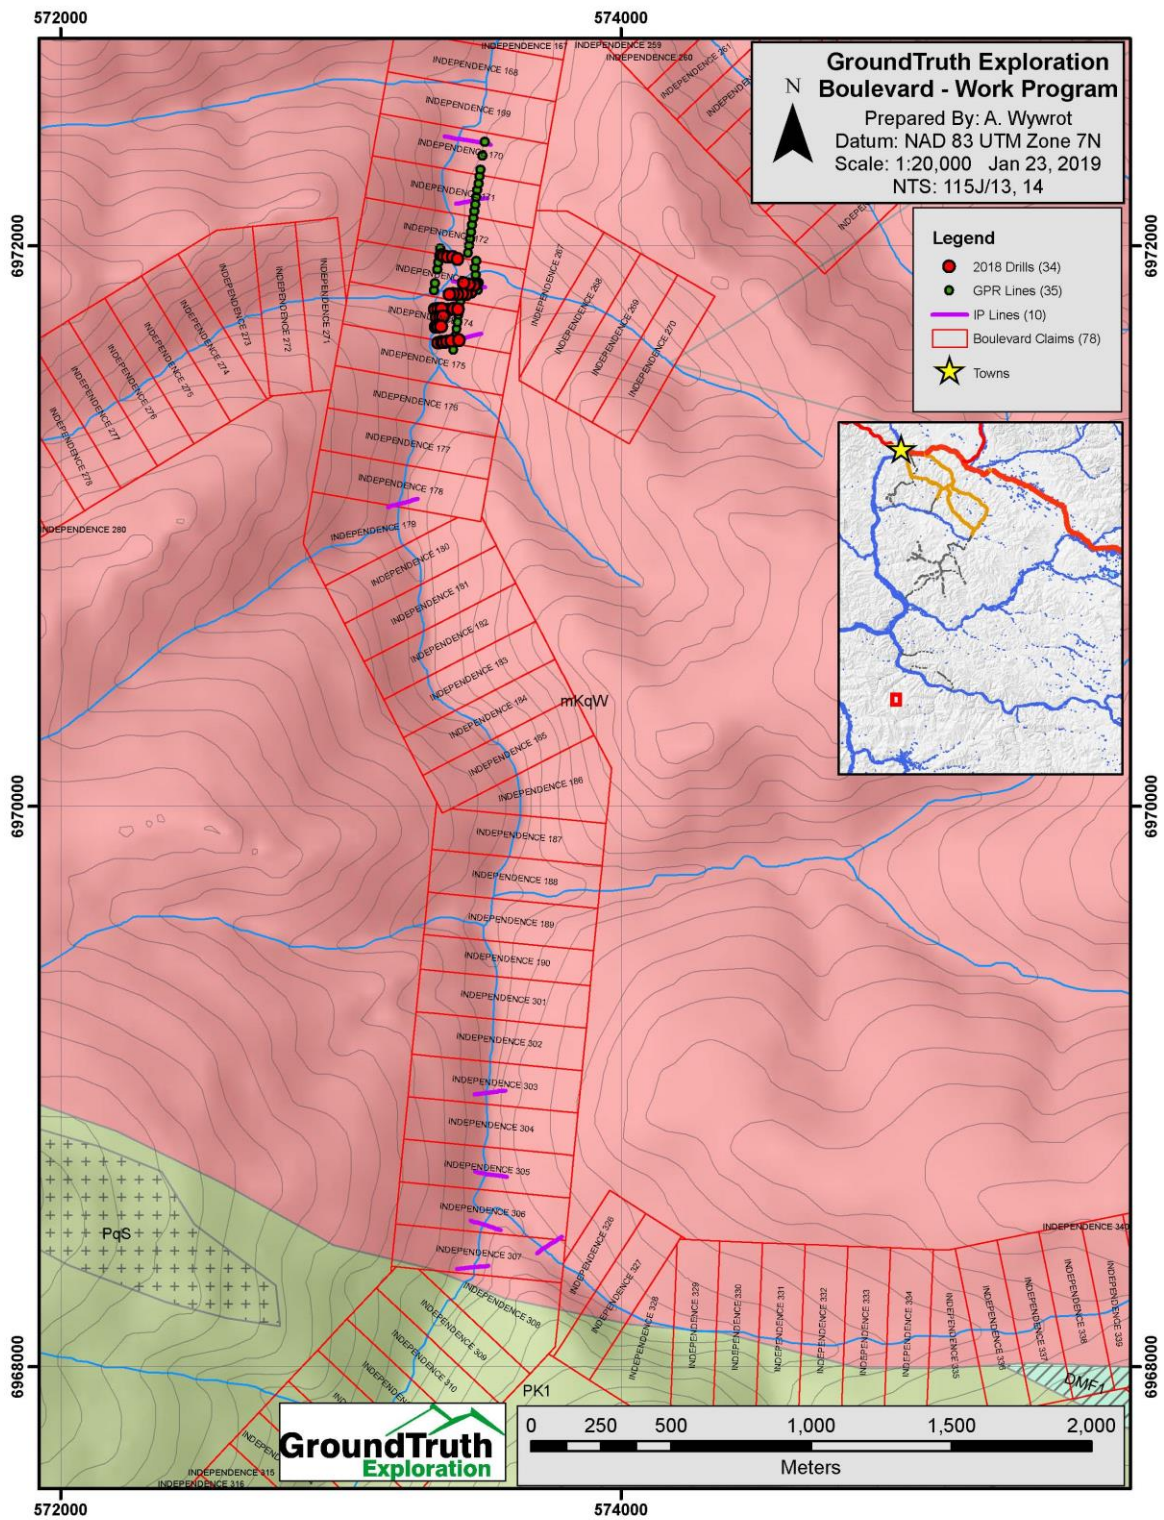 572000
574000
GroundTruth Exploration
Boulevard - Work Program
Prepared By: A. Wywrot
Datum: NAD 83 UTM Zone 7N
Scale: 1:20,000 Jan 23, 2019
NTS: 115J/13, 14
N
Legend
2018 Drills (34)
GPR Lines (35)
IP Lines (10)
Boulevard Claims (78)
Towns
6972000
6972000
6970000
6970000
6968000
6968000
INDEPENDENCE 167
INDEPENDENCE 259
INDEPENDENCE 260
INDEPENDENCE 261
INDEPENDENCE 168
INDEPENDENCE 169
INDEPENDENCE 170
INDEPENDENCE 171
INDEPENDENCE 172
INDEPENDENCE 175
INDEPENDENCE 176
INDEPENDENCE 177
INDEPENDENCE 178
INDEPENDENCE 179
INDEPENDENCE 180
INDEPENDENCE 181
INDEPENDENCE 182
INDEPENDENCE 183
INDEPENDENCE 184
INDEPENDENCE 185
INDEPENDENCE 186
INDEPENDENCE 187
INDEPENDENCE 188
INDEPENDENCE 189
INDEPENDENCE 190
INDEPENDENCE 301
INDEPENDENCE 302
INDEPENDENCE 303
INDEPENDENCE 304
INDEPENDENCE 305
INDEPENDENCE 306
INDEPENDENCE 307
INDEPENDENCE 308
INDEPENDENCE 309
INDEPENDENCE 310
INDEPENDENCE 315
INDEPENDENCE 316
INDEPENDENCE 267
INDEPENDENCE 268
INDEPENDENCE 269
INDEPENDENCE 270
INDEPENDENCE 271
INDEPENDENCE 272
INDEPENDENCE 273
INDEPENDENCE 274
INDEPENDENCE 275
INDEPENDENCE 276
INDEPENDENCE 277
INDEPENDENCE 278
INDEPENDENCE 280
INDEPENDENCE 326
INDEPENDENCE 327
INDEPENDENCE 328
INDEPENDENCE 329
INDEPENDENCE 330
INDEPENDENCE 331
INDEPENDENCE 332
INDEPENDENCE 333
INDEPENDENCE 334
INDEPENDENCE 335
INDEPENDENCE 336
INDEPENDENCE 337
INDEPENDENCE 338
INDEPENDENCE 339
INDEPENDENCE 340
mKqW
PqS
PK1
DMF1
GroundTruth
Exploration
0 250 500 1,000 1,500 2,000
Meters
572000
574000